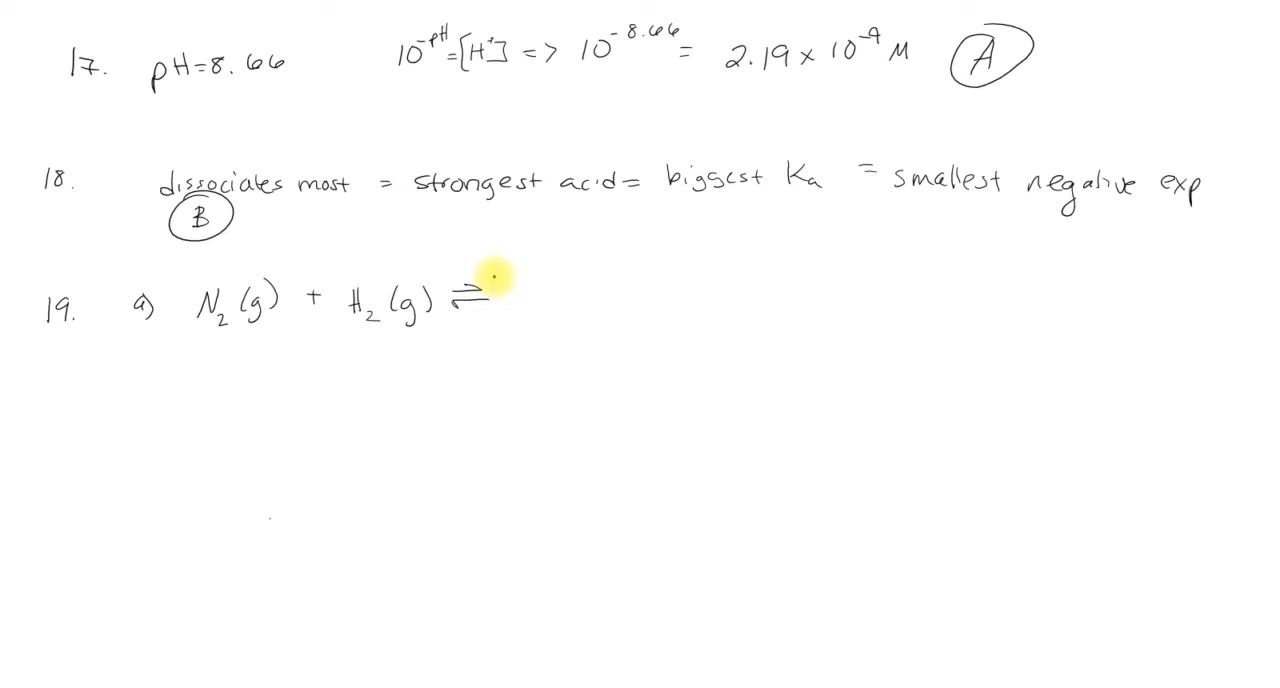 17. pH=8.66 10^-pH=[H+] => 10^-8.66 = 2.19 x 10^-9 M A
18. dissociates most = strongest acid = biggest Ka = smallest negative exp
B
19. a) N2(g) + H2(g) ⇌